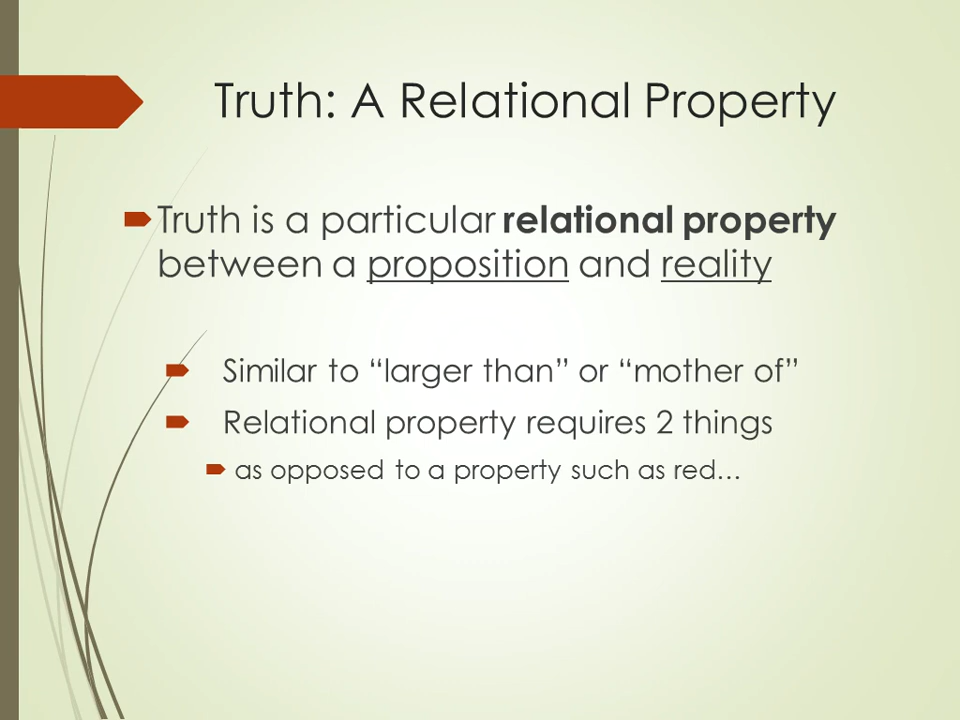 Truth: A Relational Property
Truth is a particular relational property
between a proposition and reality
Similar to “larger than” or “mother of”
Relational property requires 2 things
as opposed to a property such as red…